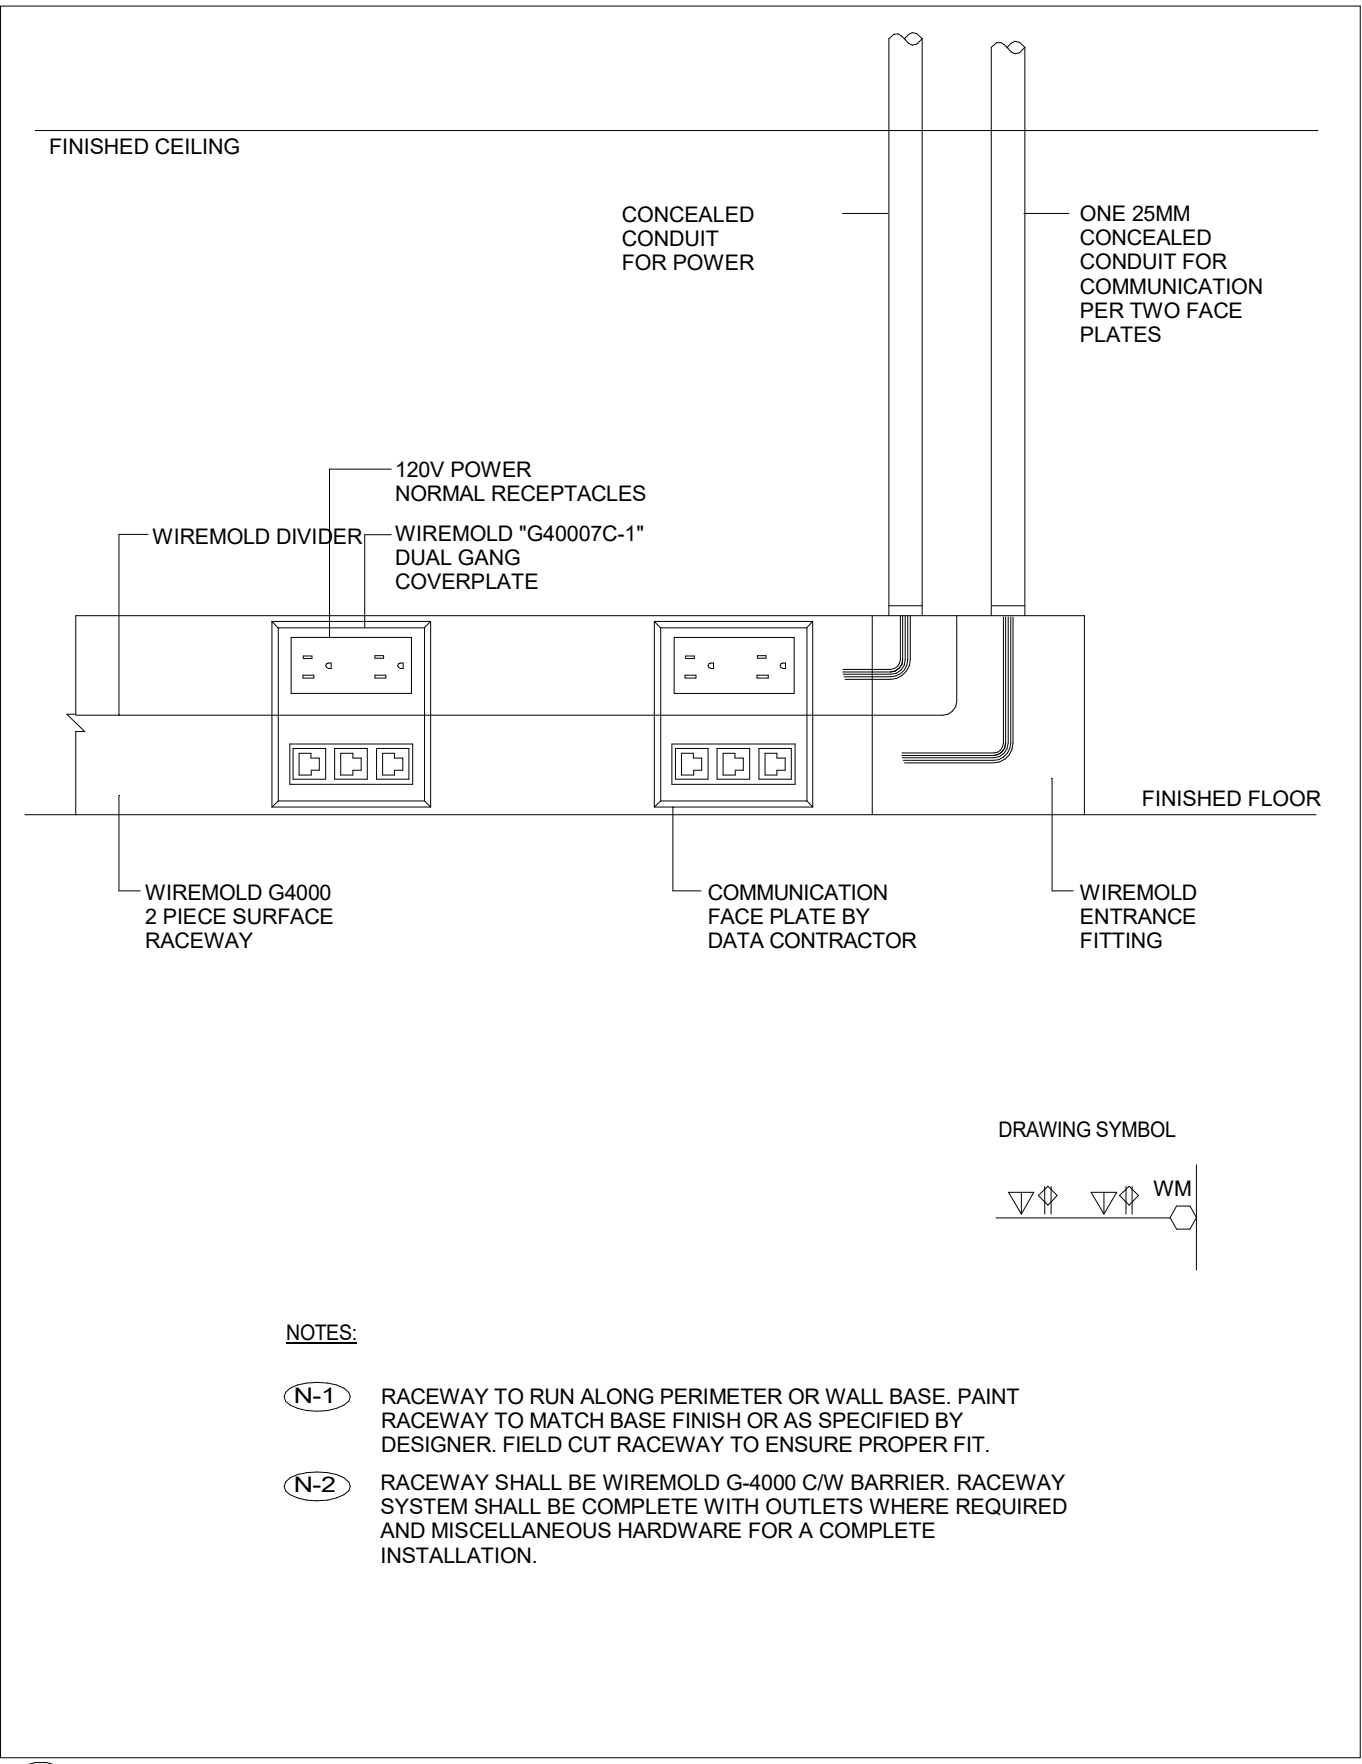 FINISHED CEILING
CONCEALED
CONDUIT
FOR POWER
ONE 25MM
CONCEALED
CONDUIT FOR
COMMUNICATION
PER TWO FACE
PLATES
120V POWER
NORMAL RECEPTACLES
WIREMOLD DIVIDER
WIREMOLD "G40007C-1"
DUAL GANG
COVERPLATE
FINISHED FLOOR
WIREMOLD G4000
2 PIECE SURFACE
RACEWAY
COMMUNICATION
FACE PLATE BY
DATA CONTRACTOR
WIREMOLD
ENTRANCE
FITTING
DRAWING SYMBOL
WM
NOTES:
N-1 RACEWAY TO RUN ALONG PERIMETER OR WALL BASE. PAINT
RACEWAY TO MATCH BASE FINISH OR AS SPECIFIED BY
DESIGNER. FIELD CUT RACEWAY TO ENSURE PROPER FIT.
N-2 RACEWAY SHALL BE WIREMOLD G-4000 C/W BARRIER. RACEWAY
SYSTEM SHALL BE COMPLETE WITH OUTLETS WHERE REQUIRED
AND MISCELLANEOUS HARDWARE FOR A COMPLETE
INSTALLATION.